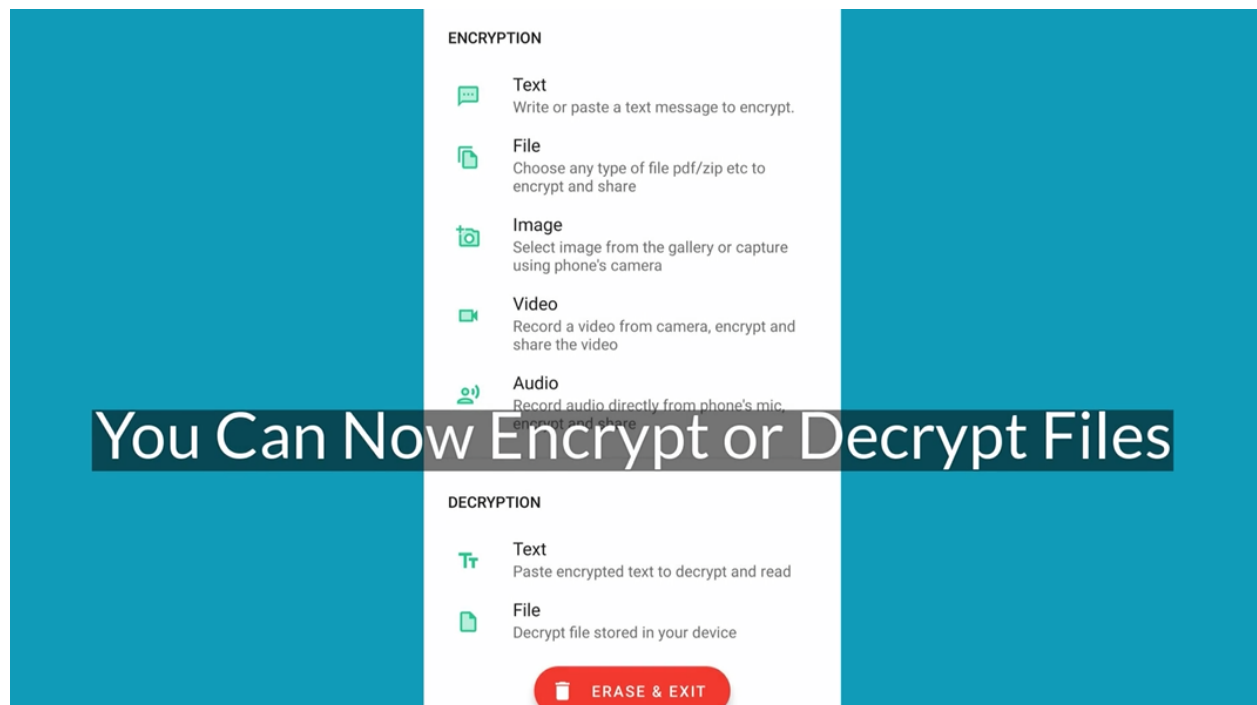 ENCRYPTION
Text
Write or paste a text message to encrypt.
File
Choose any type of file pdf/zip etc to
encrypt and share
Image
Select image from the gallery or capture
using phone's camera
Video
Record a video from camera, encrypt and
share the video
Audio
Record audio directly from phone's mic,
encrypt and share
You Can Now Encrypt or Decrypt Files
DECRYPTION
Text
Paste encrypted text to decrypt and read
File
Decrypt file stored in your device
ERASE & EXIT